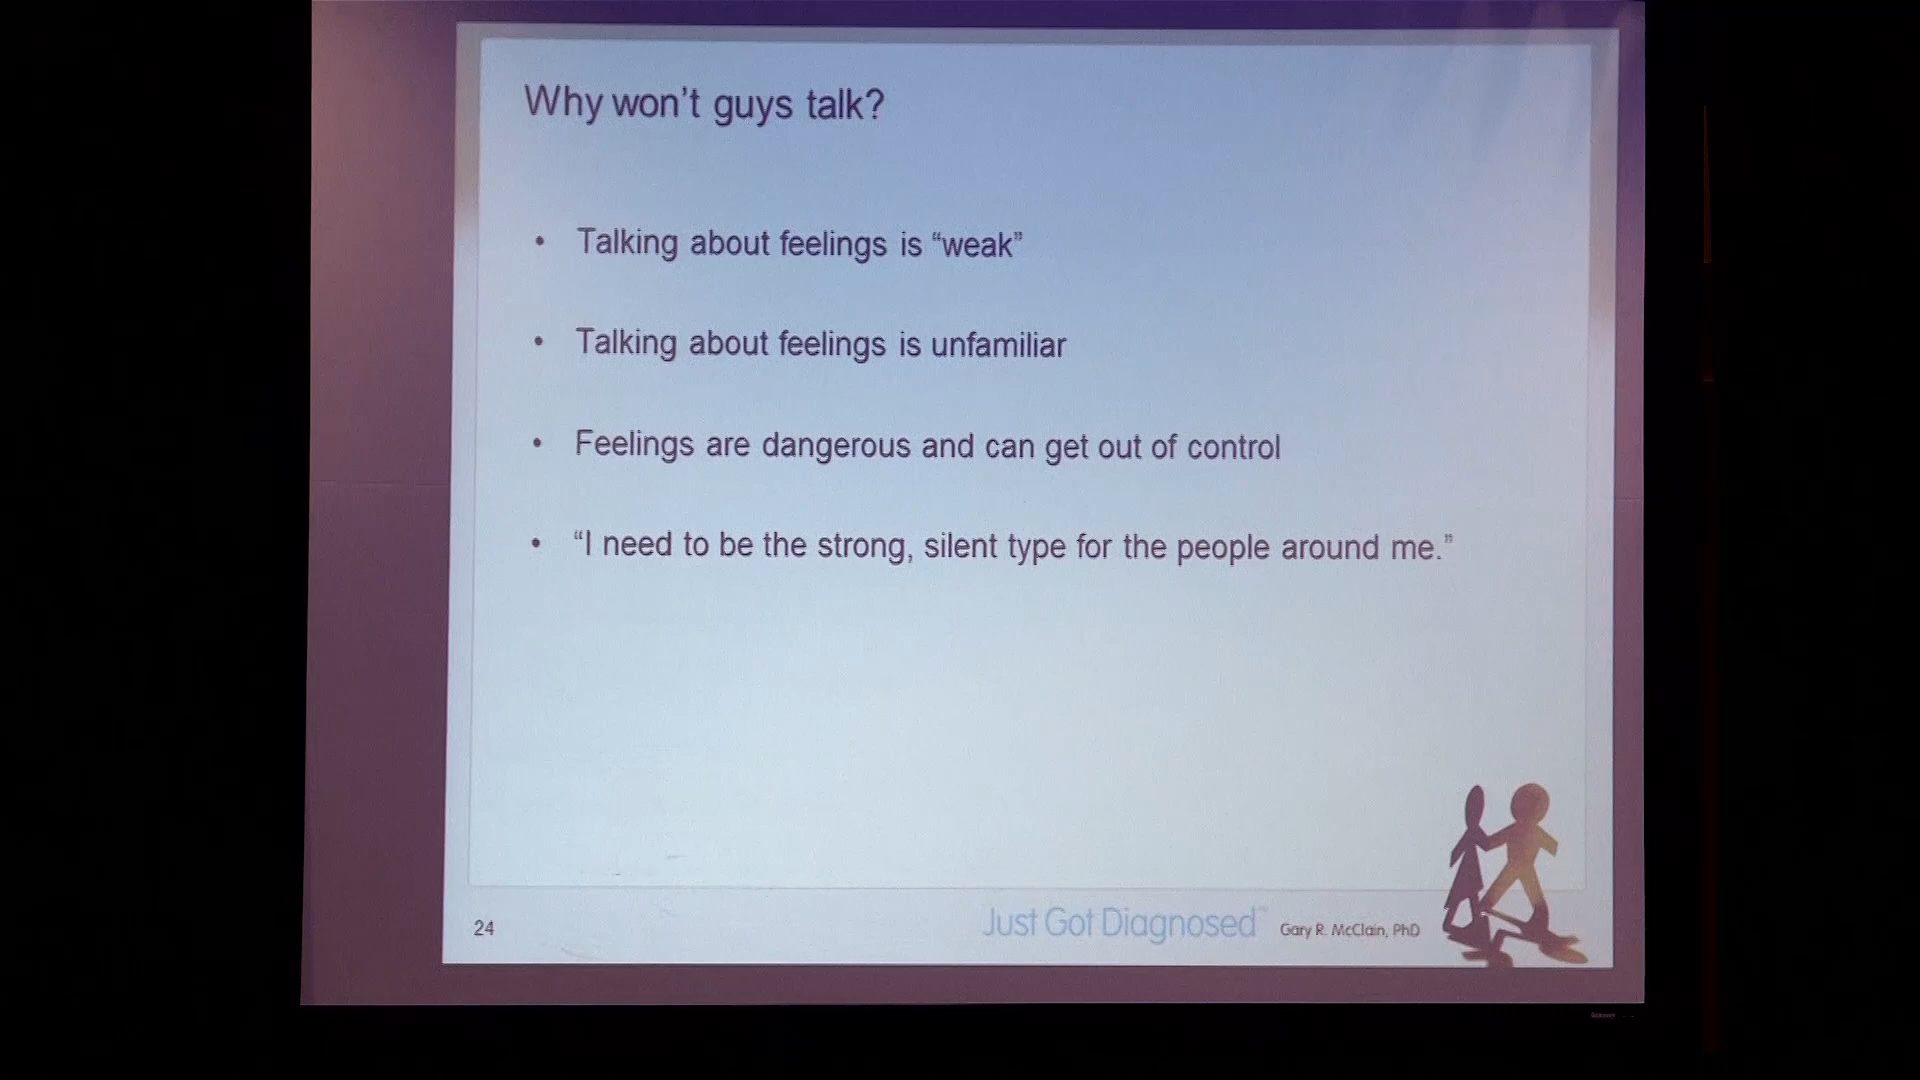 Why won't guys talk?
• Talking about feelings is “weak”
• Talking about feelings is unfamiliar
• Feelings are dangerous and can get out of control
• “I need to be the strong, silent type for the people around me.”
24
Just Got Diagnosed™ Gary R. McClain, PhD